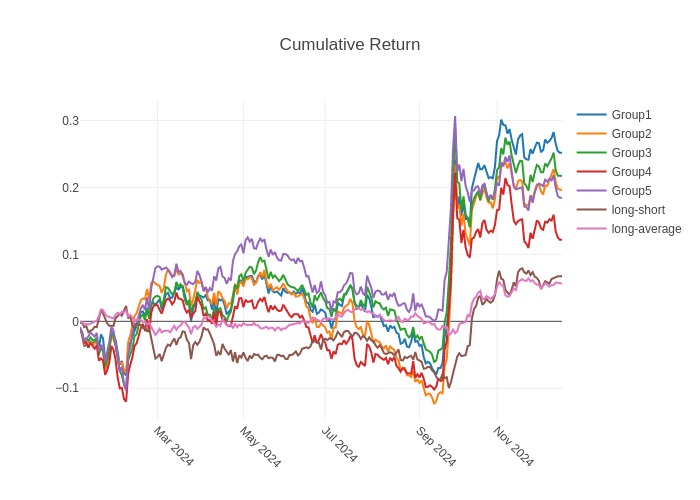 Cumulative Return
0.3
0.2
0.1
0
−0.1
Mar 2024
May 2024
Jul 2024
Sep 2024
Nov 2024
Group1
Group2
Group3
Group4
Group5
long-short
long-average